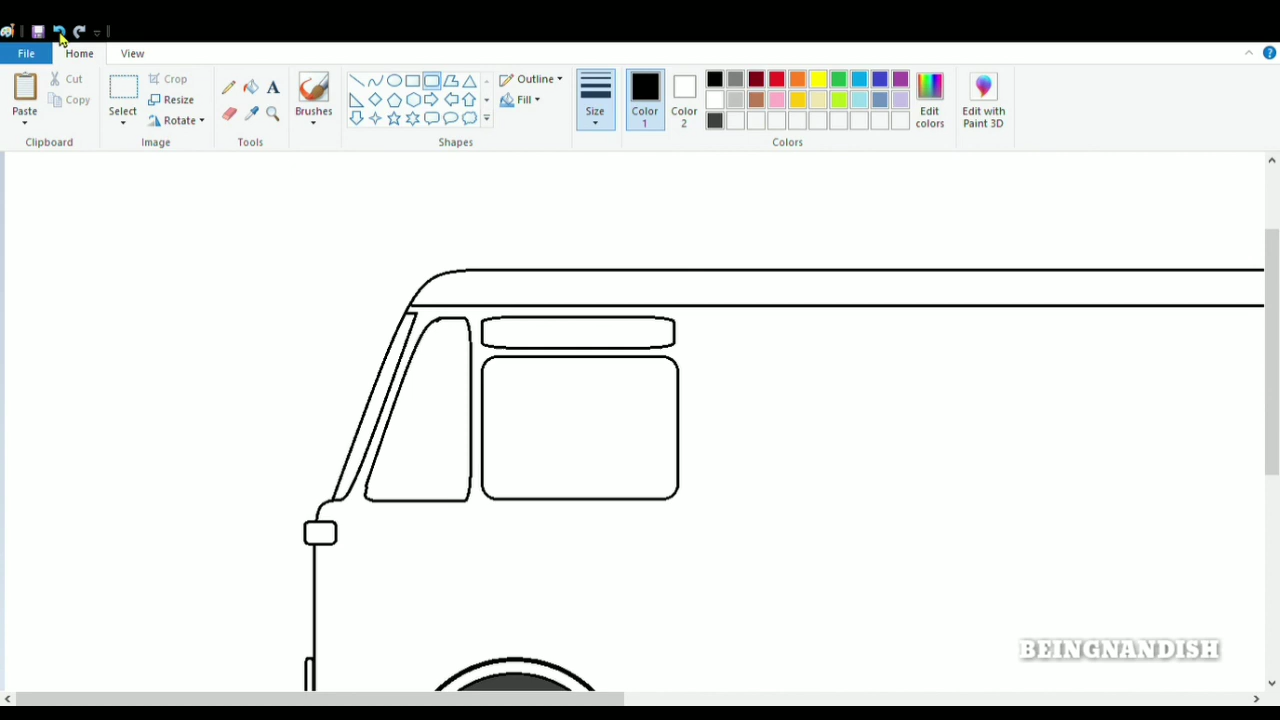 File Home View
Paste
Cut
Copy
Clipboard
Select
Crop
Resize
Rotate
Image
A
Tools
Brushes
Outline
Fill
Shapes
Size
Color
1
Color
2
Edit
colors
Colors
Edit with
Paint 3D
BEINGNANDISH